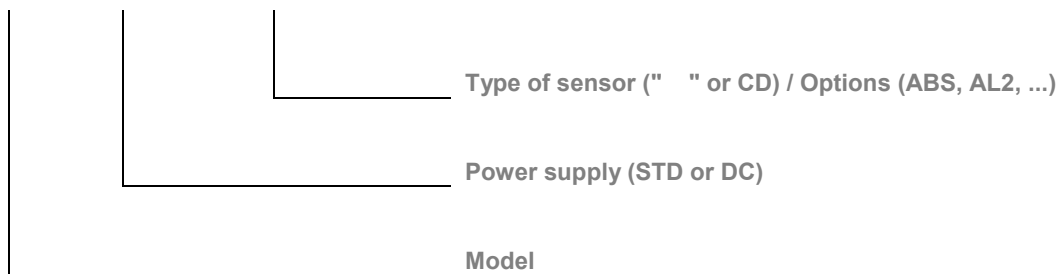 Type of sensor ("    " or CD) / Options (ABS, AL2, ...)
Power supply (STD or DC)
Model